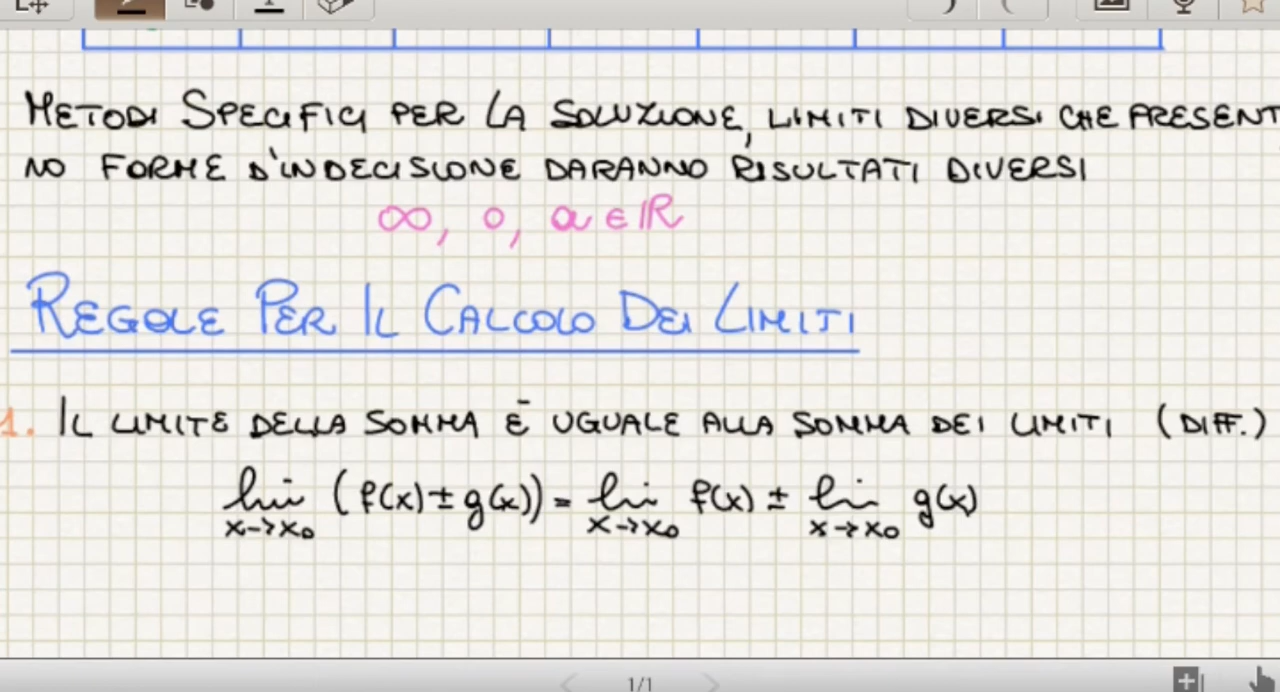 METODI SPECIFICI PER LA SOLUZIONE, LIMITI DIVERSI CHE PRESENT
NO FORME D'INDECISIONE DARANNO RISULTATI DIVERSI
∞, 0, a ∈ ℝ
REGOLE PER IL CALCOLO DEI LIMITI
1. IL LIMITE DELLA SOMMA È UGUALE ALLA SOMMA DEI LIMITI (DIFF.)
lim (f(x) ± g(x)) = lim f(x) ± lim g(x)
x→x₀ x→x₀ x→x₀
1/1